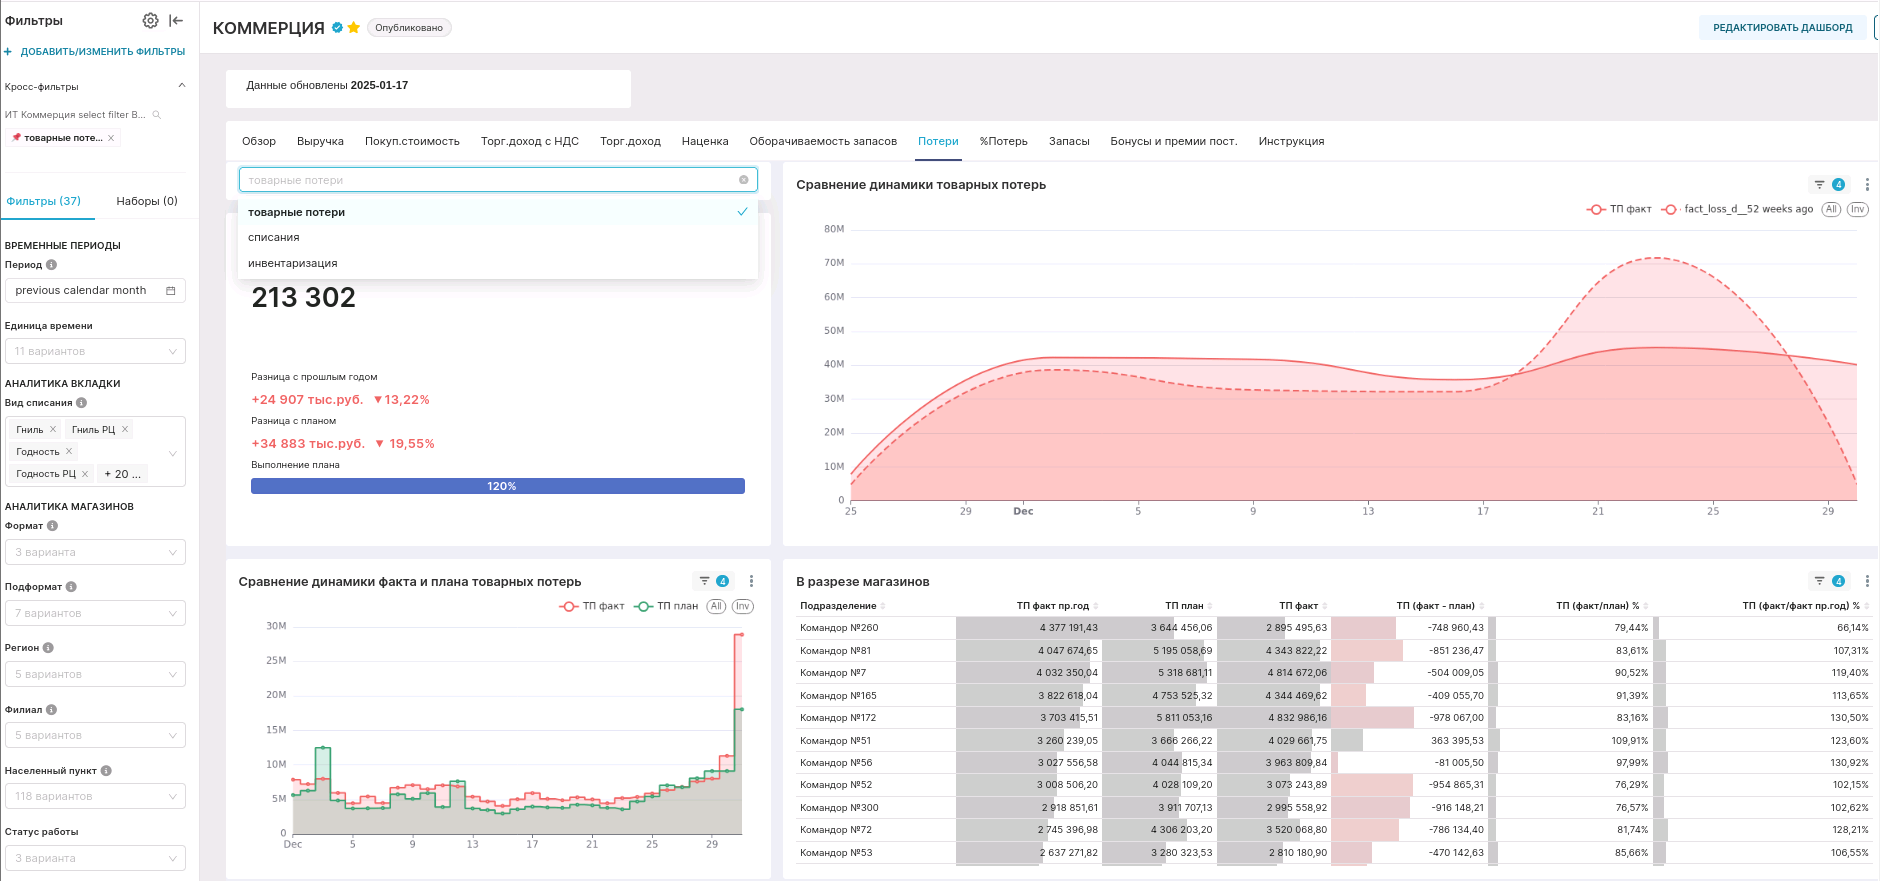 Фильтры
+ ДОБАВИТЬ/ИЗМЕНИТЬ ФИЛЬТРЫ
Кросс-фильтры
ИТ Коммерция select filter В...
товарные поте... ×
Фильтры (37) Наборы (0)
ВРЕМЕННЫЕ ПЕРИОДЫ
Период
previous calendar month
Единица времени
11 вариантов
АНАЛИТИКА ВКЛАДКИ
Вид списания
Гниль × Гниль РЦ ×
Годность ×
Годность РЦ × + 20 ...
АНАЛИТИКА МАГАЗИНОВ
Формат
3 варианта
Подформат
7 вариантов
Регион
5 вариантов
Филиал
5 вариантов
Населенный пункт
118 вариантов
Статус работы
3 варианта
КОММЕРЦИЯ Опубликовано
РЕДАКТИРОВАТЬ ДАШБОРД
Данные обновлены 2025-01-17
Обзор Выручка Покуп.стоимость Торг.доход с НДС Торг.доход Наценка Оборачиваемость запасов Потери %Потерь Запасы Бонусы и премии пост. Инструкция
товарные потери
товарные потери
списания
инвентаризация
213 302
Разница с прошлым годом
+24 907 тыс.руб. ▼13,22%
Разница с планом
+34 883 тыс.руб. ▼ 19,55%
Выполнение плана
120%
Сравнение динамики товарных потерь
4
ТП факт fact_loss_d__52 weeks ago All Inv
80M
70M
60M
50M
40M
30M
20M
10M
0
25 29 Dec 5 9 13 17 21 25 29
Сравнение динамики факта и плана товарных потерь
4
ТП факт ТП план All Inv
30M
25M
20M
15M
10M
5M
0
Dec 5 9 13 17 21 25 29
В разрезе магазинов
4
Подразделение ТП факт пр.год ТП план ТП факт ТП (факт - план) ТП (факт/план) % ТП (факт/факт пр.год) %
Командор №260 4 377 191,43 3 644 456,06 2 895 495,63 -748 960,43 79,44% 66,14%
Командор №81 4 047 674,65 5 195 058,69 4 343 822,22 -851 236,47 83,61% 107,31%
Командор №7 4 032 350,04 5 318 681,11 4 814 672,06 -504 009,05 90,52% 119,40%
Командор №165 3 822 618,04 4 753 525,32 4 344 469,62 -409 055,70 91,39% 113,65%
Командор №172 3 703 415,51 5 811 053,16 4 832 986,16 -978 067,00 83,16% 130,50%
Командор №51 3 260 239,05 3 666 266,22 4 029 661,75 363 395,53 109,91% 123,60%
Командор №56 3 027 556,58 4 044 815,34 3 963 809,84 -81 005,50 97,99% 130,92%
Командор №52 3 008 506,20 4 028 109,20 3 073 243,89 -954 865,31 76,29% 102,15%
Командор №300 2 918 851,61 3 911 707,13 2 995 558,92 -916 148,21 76,57% 102,62%
Командор №72 2 745 396,98 4 306 203,20 3 520 068,80 -786 134,40 81,74% 128,21%
Командор №53 2 637 271,82 3 280 323,53 2 810 180,90 -470 142,63 85,66% 106,55%